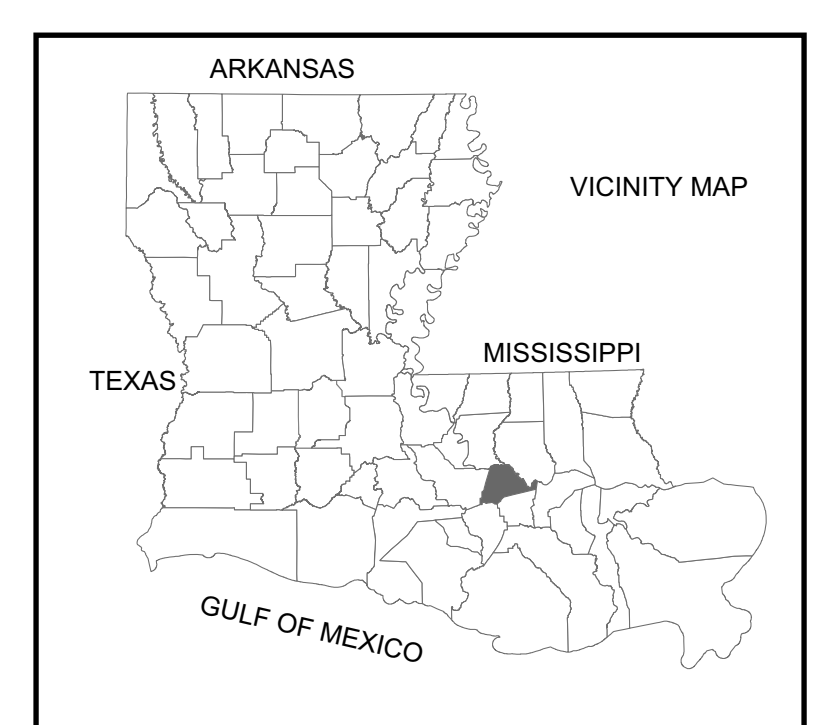 ARKANSAS
VICINITY MAP
MISSISSIPPI
TEXAS
GULF OF MEXICO